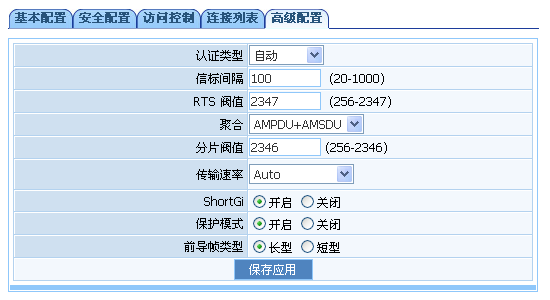 基本配置 安全配置 访问控制 连接列表 高级配置
认证类型 自动
信标间隔 100 (20-1000)
RTS 阀值 2347 (256-2347)
聚合 AMPDU+AMSDU
分片阀值 2346 (256-2346)
传输速率 Auto
ShortGi 开启 关闭
保护模式 开启 关闭
前导帧类型 长型 短型
保存应用